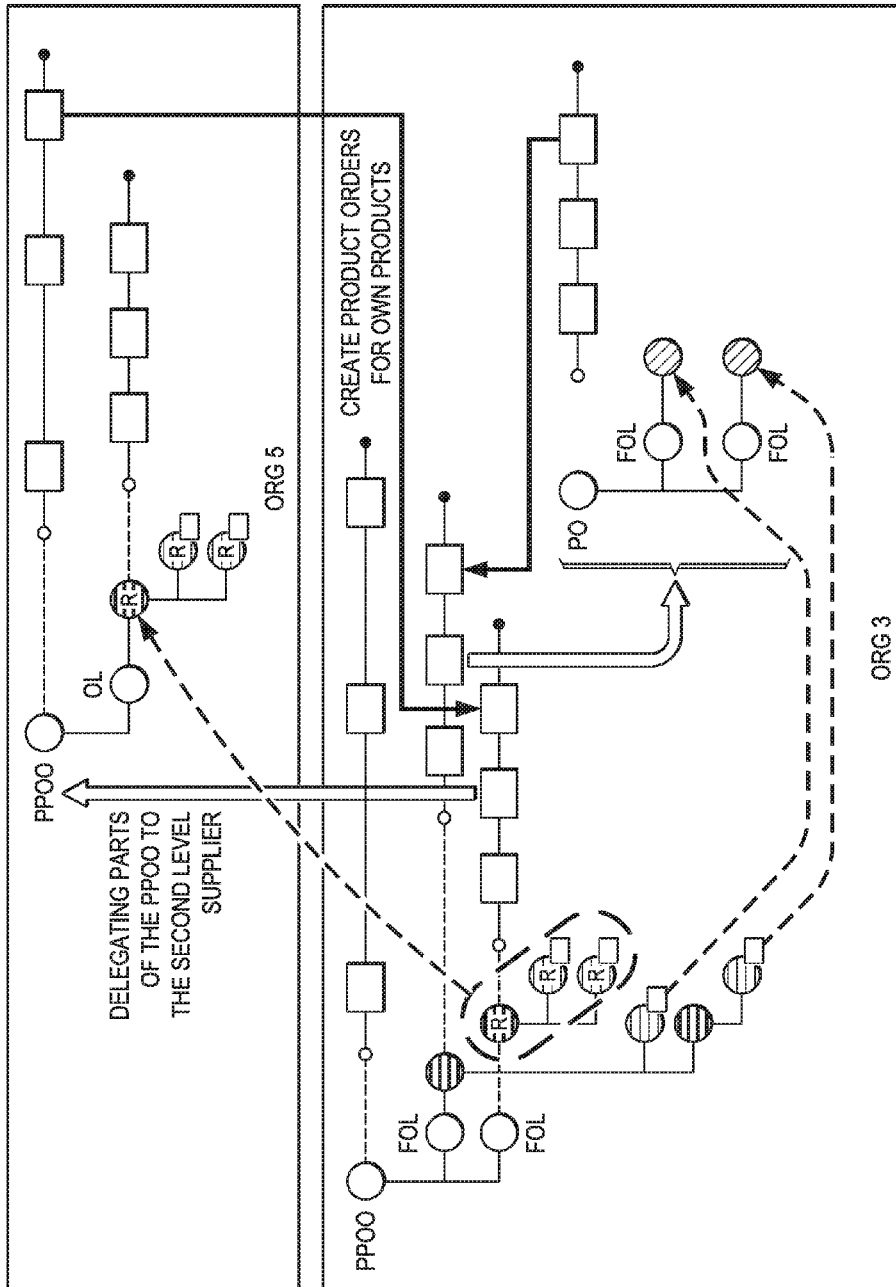 PPOO
OL
R
R
R
ORG 5
DELEGATING PARTS
OF THE PPOO TO
THE SECOND LEVEL
SUPPLIER
CREATE PRODUCT ORDERS
FOR OWN PRODUCTS
PPOO
FOL
FOL
R
R
R
PO
FOL
FOL
ORG 3